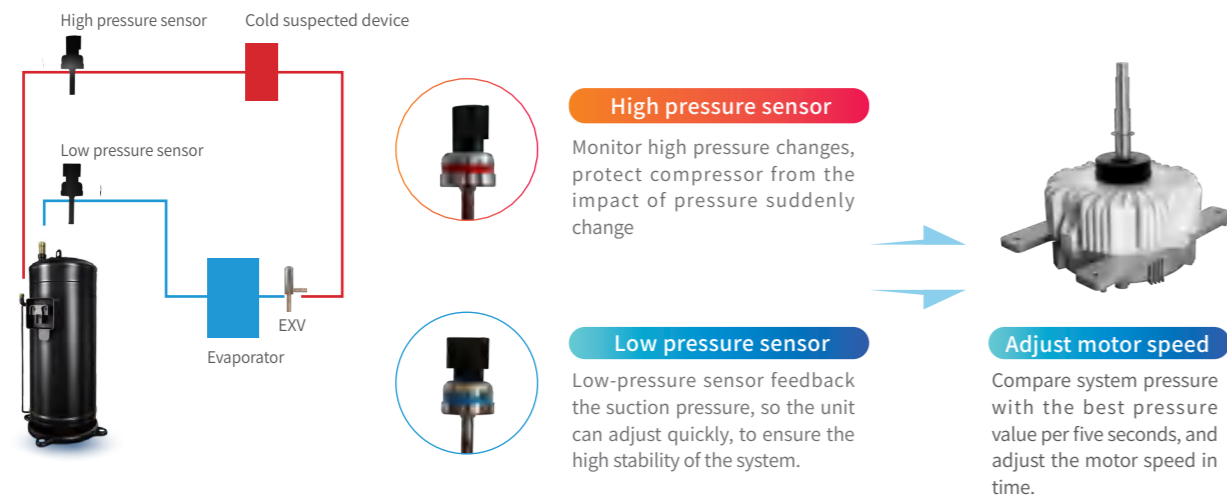 High pressure sensor
Cold suspected device
Low pressure sensor
EXV
Evaporator
High pressure sensor
Monitor high pressure changes,
protect compressor from the
impact of pressure suddenly
change
Low pressure sensor
Low-pressure sensor feedback
the suction pressure, so the unit
can adjust quickly, to ensure the
high stability of the system.
Adjust motor speed
Compare system pressure
with the best pressure
value per five seconds, and
adjust the motor speed in
time.